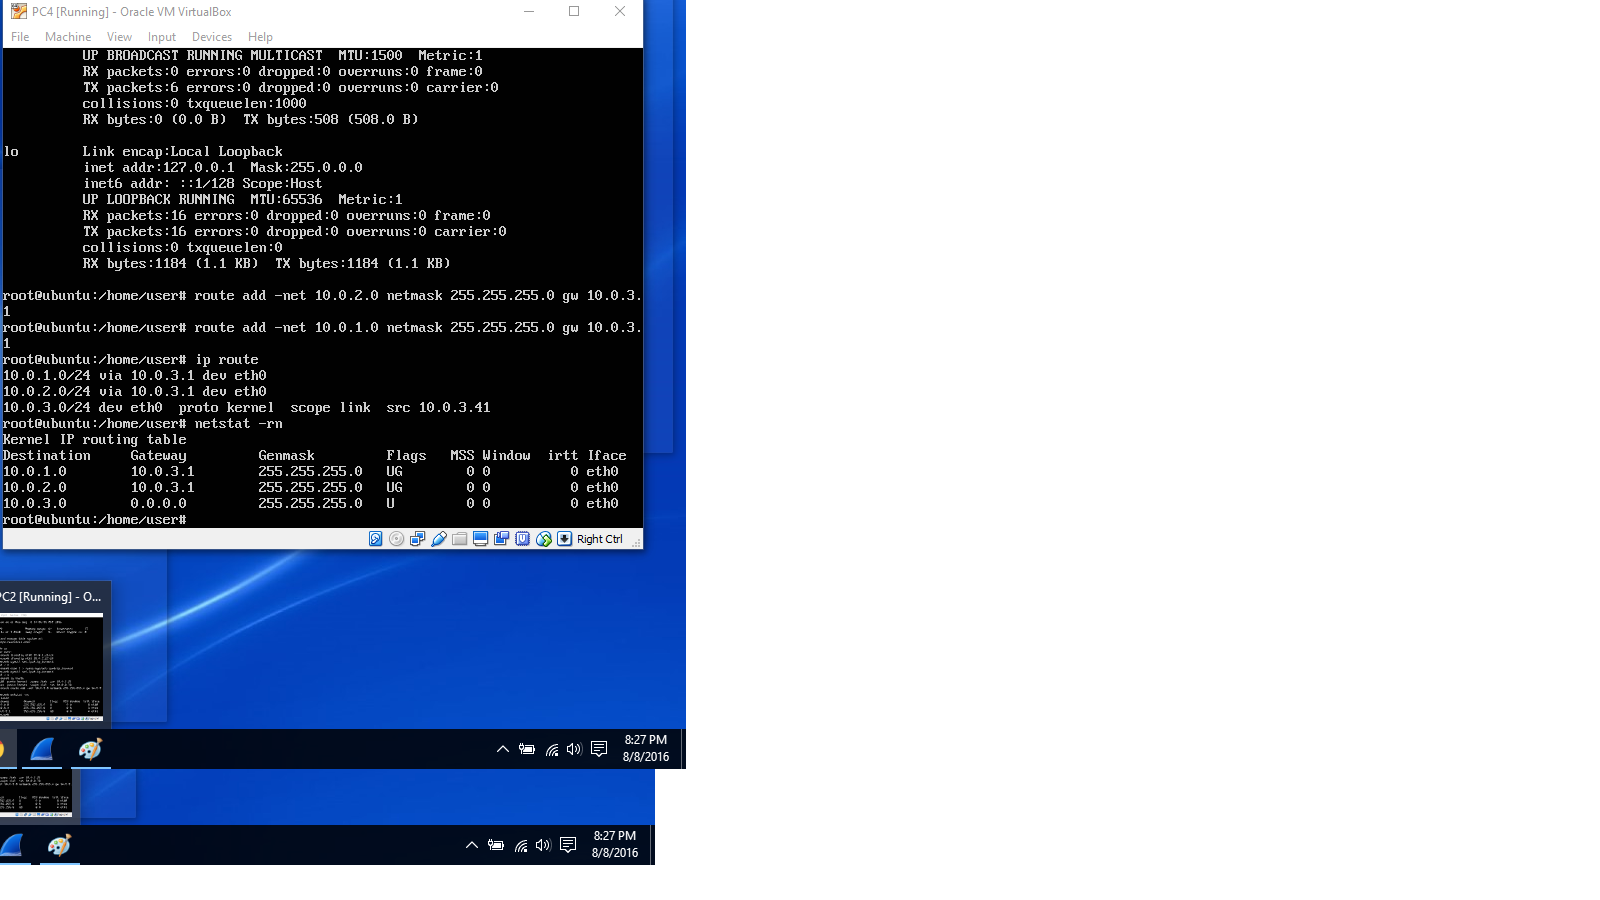 PC4 [Running] - Oracle VM VirtualBox
File Machine View Input Devices Help
UP BROADCAST RUNNING MULTICAST MTU:1500 Metric:1
RX packets:0 errors:0 dropped:0 overruns:0 frame:0
TX packets:6 errors:0 dropped:0 overruns:0 carrier:0
collisions:0 txqueuelen:1000
RX bytes:0 (0.0 B) TX bytes:508 (508.0 B)
lo Link encap:Local Loopback
inet addr:127.0.0.1 Mask:255.0.0.0
inet6 addr: ::1/128 Scope:Host
UP LOOPBACK RUNNING MTU:65536 Metric:1
RX packets:16 errors:0 dropped:0 overruns:0 frame:0
TX packets:16 errors:0 dropped:0 overruns:0 carrier:0
collisions:0 txqueuelen:0
RX bytes:1184 (1.1 KB) TX bytes:1184 (1.1 KB)
root@ubuntu:/home/user# route add -net 10.0.2.0 netmask 255.255.255.0 gw 10.0.3.
1
root@ubuntu:/home/user# route add -net 10.0.1.0 netmask 255.255.255.0 gw 10.0.3.
1
root@ubuntu:/home/user# ip route
10.0.1.0/24 via 10.0.3.1 dev eth0
10.0.2.0/24 via 10.0.3.1 dev eth0
10.0.3.0/24 dev eth0 proto kernel scope link src 10.0.3.41
root@ubuntu:/home/user# netstat -rn
Kernel IP routing table
Destination Gateway Genmask Flags MSS Window irtt Iface
10.0.1.0 10.0.3.1 255.255.255.0 UG 0 0 0 eth0
10.0.2.0 10.0.3.1 255.255.255.0 UG 0 0 0 eth0
10.0.3.0 0.0.0.0 255.255.255.0 U 0 0 0 eth0
root@ubuntu:/home/user#
Right Ctrl
PC2 [Running] - O...
8:27 PM
8/8/2016
8:27 PM
8/8/2016